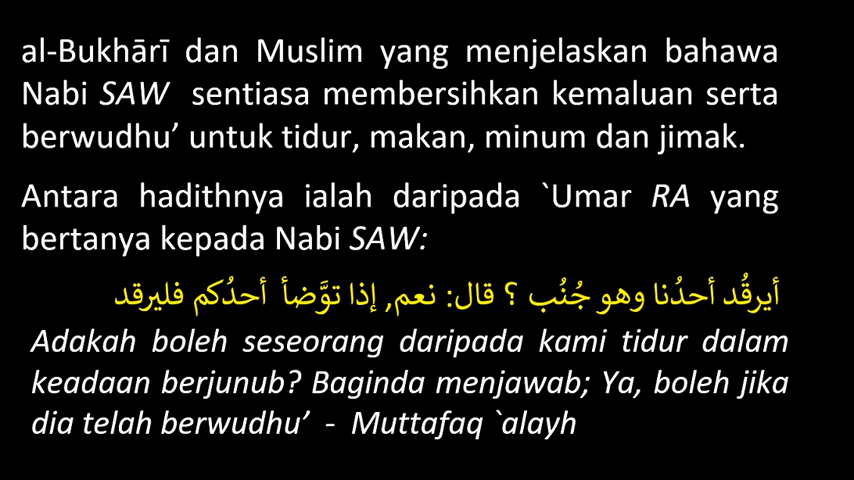 al-Bukhārī dan Muslim yang menjelaskan bahawa
Nabi SAW sentiasa membersihkan kemaluan serta
berwudhu’ untuk tidur, makan, minum dan jimak.
Antara hadithnya ialah daripada `Umar RA yang
bertanya kepada Nabi SAW:
أيرقُد أحدُنا وهو جُنُب ؟ قال: نعم, إذا توَّضأ أحدُكم فليرقد
Adakah boleh seseorang daripada kami tidur dalam
keadaan berjunub? Baginda menjawab; Ya, boleh jika
dia telah berwudhu’ - Muttafaq `alayh